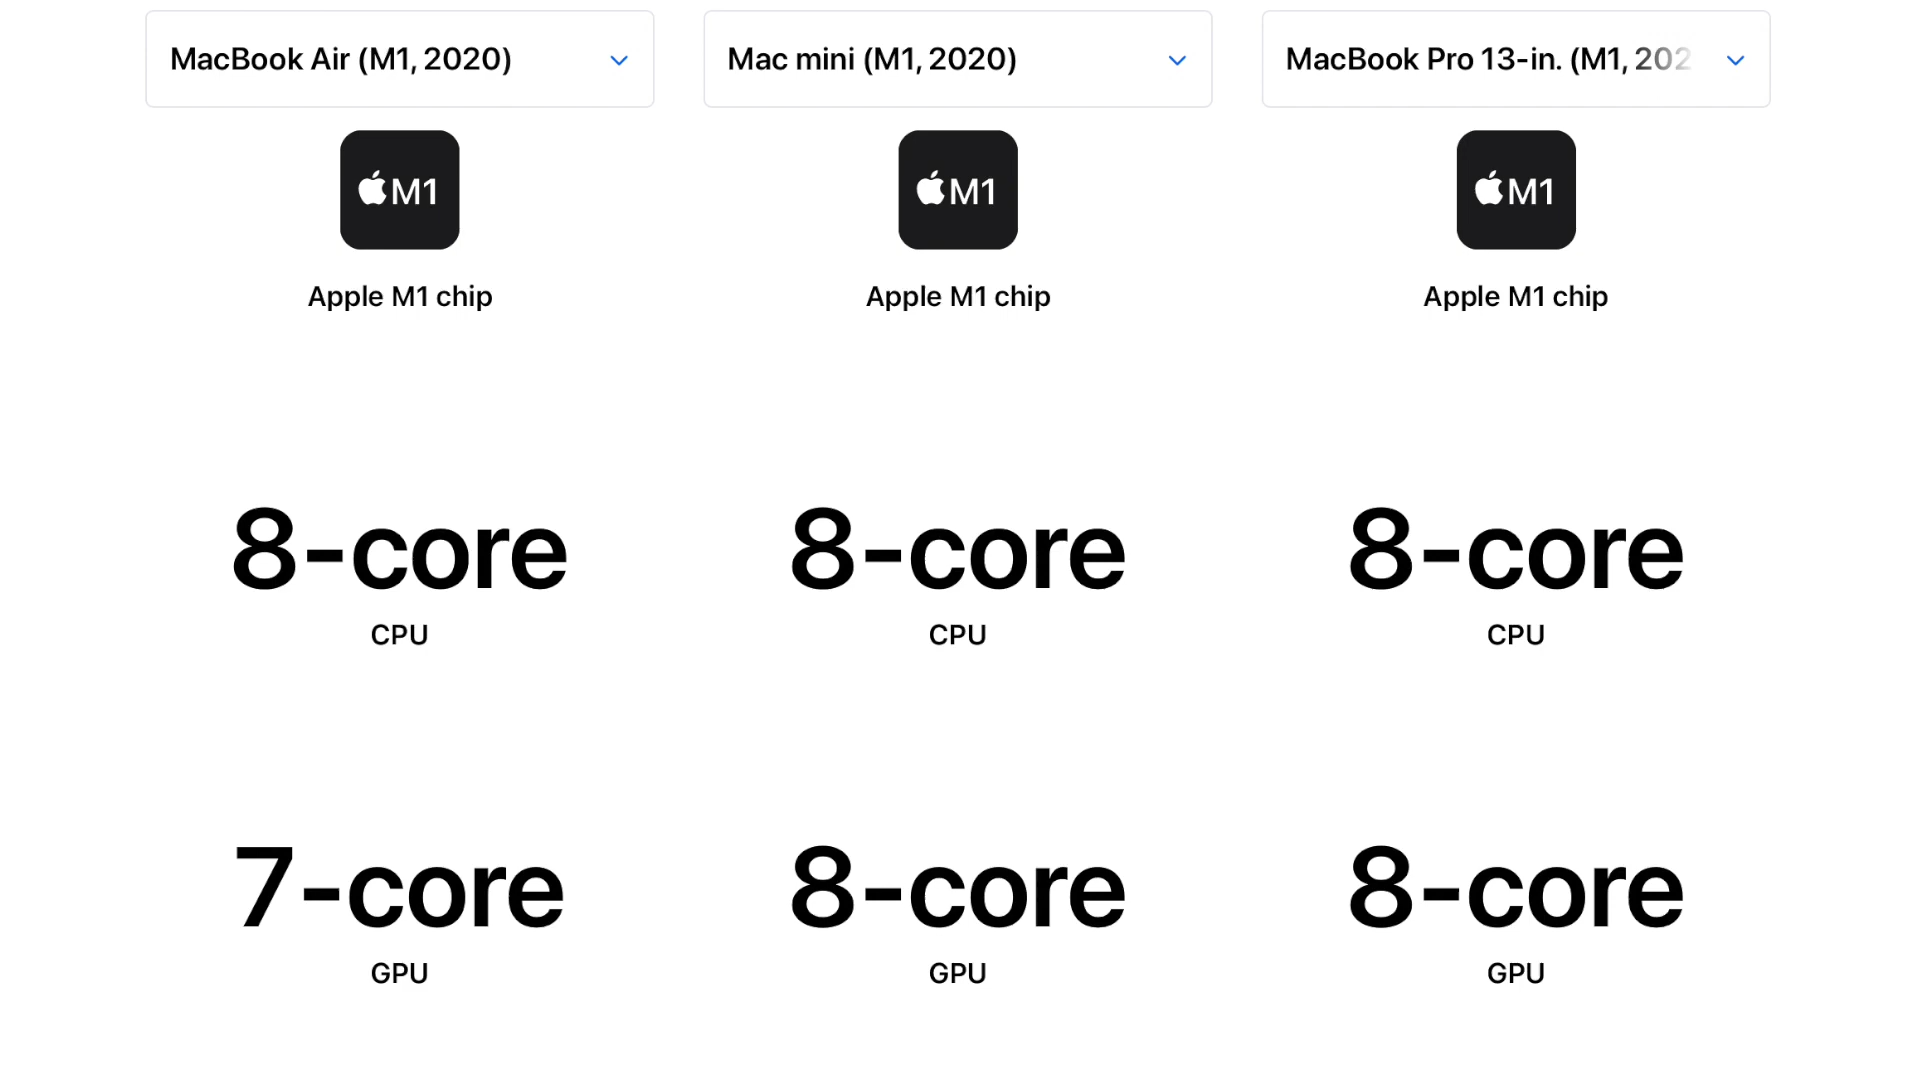 MacBook Air (M1, 2020)
Mac mini (M1, 2020)
MacBook Pro 13-in. (M1, 202
M1
M1
M1
Apple M1 chip
Apple M1 chip
Apple M1 chip
8-core
8-core
8-core
CPU
CPU
CPU
7-core
8-core
8-core
GPU
GPU
GPU